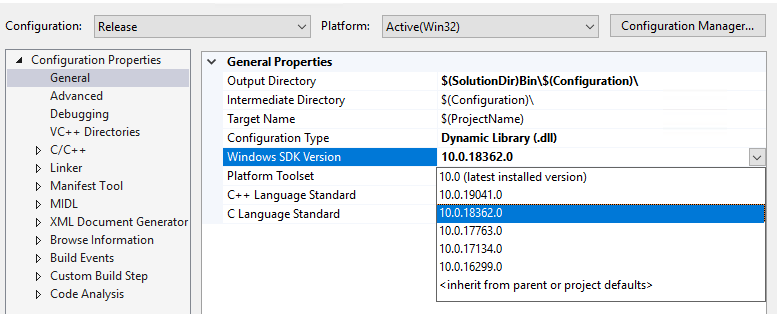 Configuration: Release Platform: Active(Win32) Configuration Manager...
Configuration Properties
General
Advanced
Debugging
VC++ Directories
C/C++
Linker
Manifest Tool
MIDL
XML Document Generator
Browse Information
Build Events
Custom Build Step
Code Analysis
General Properties
Output Directory $(SolutionDir)Bin\$(Configuration)\
Intermediate Directory $(Configuration)\
Target Name $(ProjectName)
Configuration Type Dynamic Library (.dll)
Windows SDK Version 10.0.18362.0
Platform Toolset 10.0 (latest installed version)
C++ Language Standard 10.0.19041.0
C Language Standard 10.0.18362.0
10.0.17763.0
10.0.17134.0
10.0.16299.0
<inherit from parent or project defaults>